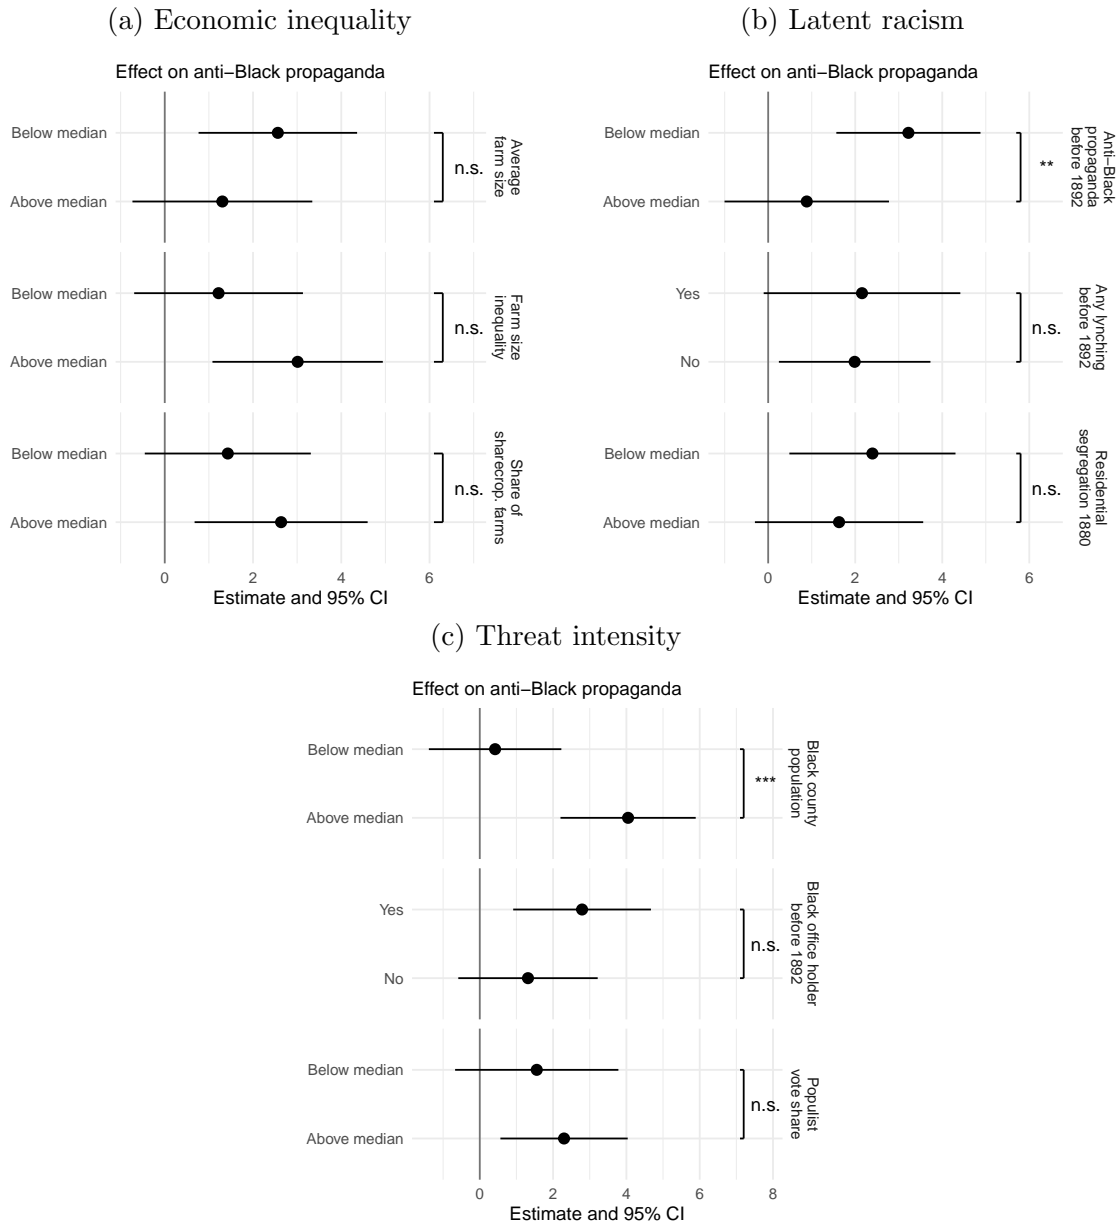 (a) Economic inequality
Effect on anti−Black propaganda
Below median
Above median
n.s.
Average
farm size
Below median
Above median
n.s.
Farm size
inequality
Below median
Above median
n.s.
Share of
sharecrop. farms
0 2 4 6
Estimate and 95% CI
(b) Latent racism
Effect on anti−Black propaganda
Below median
Above median
**
Anti−Black
propaganda
before 1892
Yes
No
n.s.
Any lynching
before 1892
Below median
Above median
n.s.
Residential
segregation 1880
0 2 4 6
Estimate and 95% CI
(c) Threat intensity
Effect on anti−Black propaganda
Below median
Above median
***
Black county
population
Yes
No
n.s.
Black office holder
before 1892
Below median
Above median
n.s.
Populist
vote share
0 2 4 6 8
Estimate and 95% CI